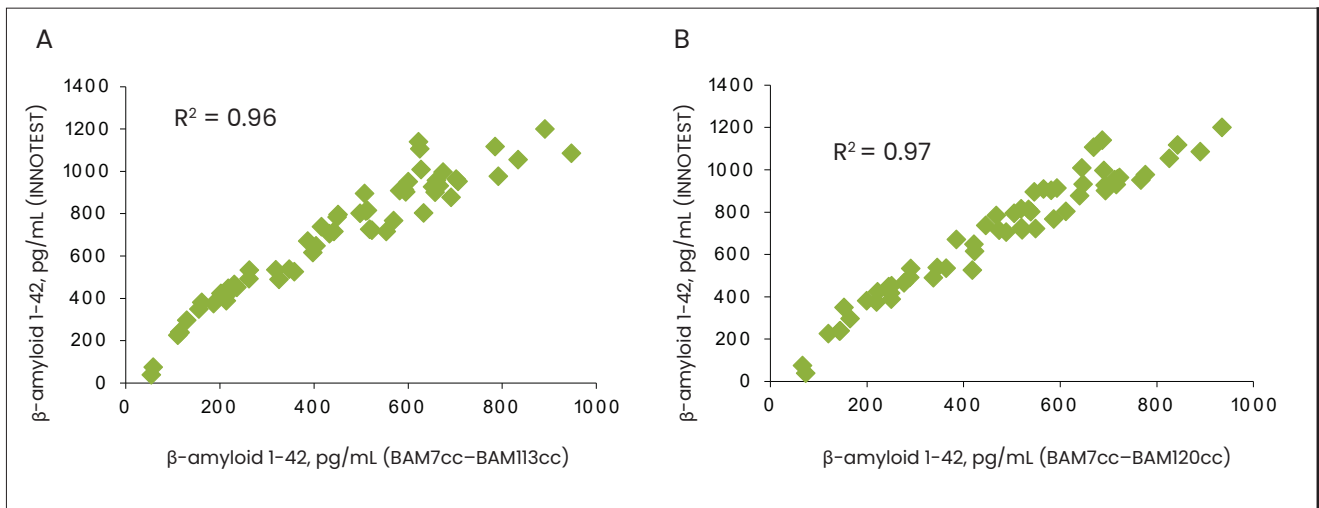 A
β-amyloid 1-42, pg/mL (INNOTEST)
1400
1200
1000
800
600
400
200
0
R² = 0.96
0 200 400 600 800 1000
β-amyloid 1-42, pg/mL (BAM7cc–BAM113cc)
B
β-amyloid 1-42, pg/mL (INNOTEST)
1400
1200
1000
800
600
400
200
0
R² = 0.97
0 200 400 600 800 1000
β-amyloid 1-42, pg/mL (BAM7cc–BAM120cc)